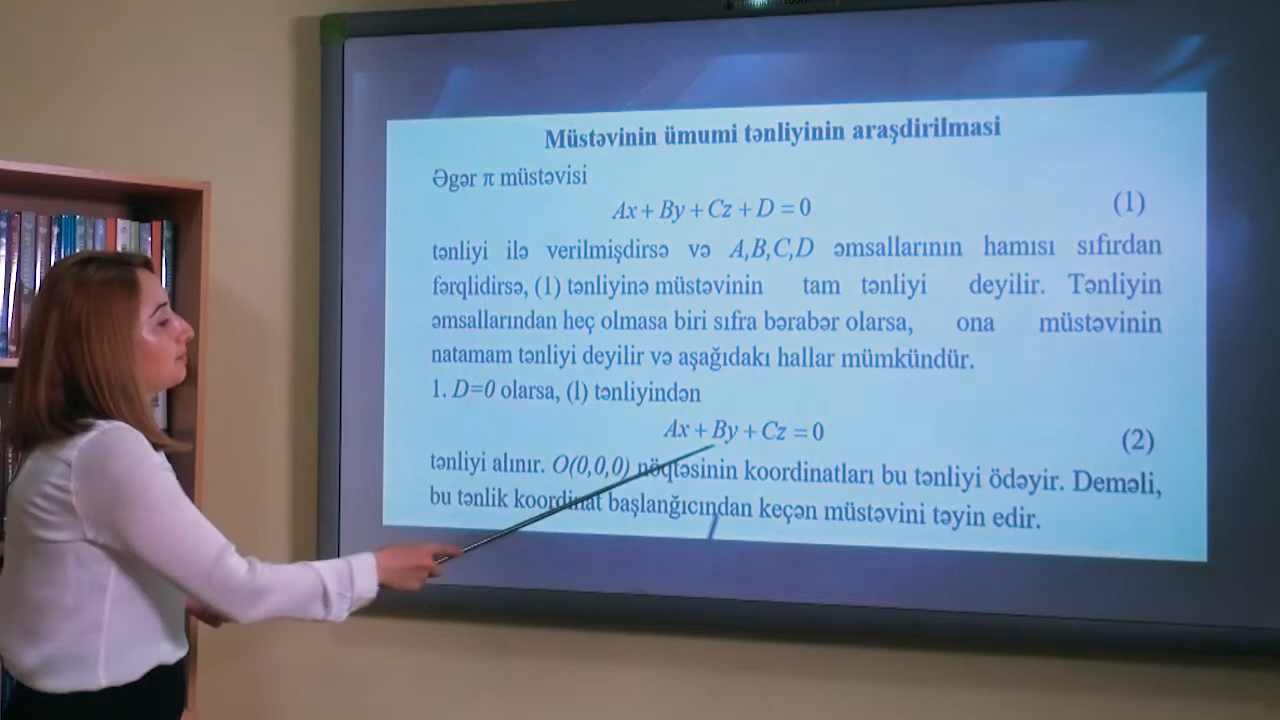 Müstəvinin ümumi tənliyinin araşdirilmasi
Əgər π müstəvisi
Ax + By + Cz + D = 0 (1)
tənliyi ilə verilmişdirsə və A,B,C,D əmsallarının hamısı sıfırdan
fərqlidirsə, (1) tənliyinə müstəvinin tam tənliyi deyilir. Tənliyin
əmsallarından heç olmasa biri sıfra bərabər olarsa, ona müstəvinin
natamam tənliyi deyilir və aşağıdakı hallar mümkündür.
1. D=0 olarsa, (1) tənliyindən
Ax + By + Cz = 0 (2)
tənliyi alınır. O(0,0,0) nöqtəsinin koordinatları bu tənliyi ödəyir. Deməli,
bu tənlik koordinat başlanğıcından keçən müstəvini təyin edir.